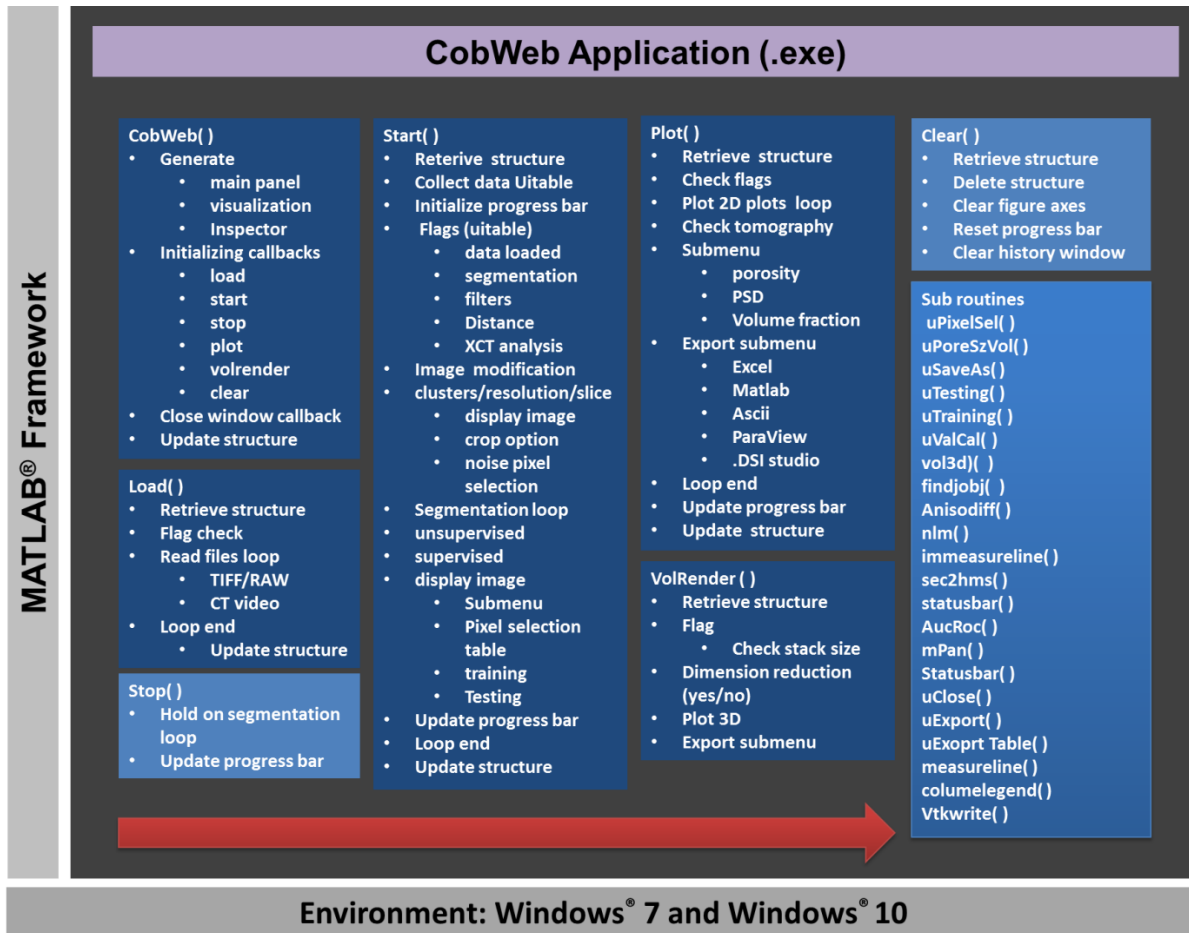 CobWeb Application (.exe)
MATLAB® Framework
CobWeb( )
• Generate
• main panel
• visualization
• Inspector
• Initializing callbacks
• load
• start
• stop
• plot
• volrender
• clear
• Close window callback
• Update structure
Load( )
• Retrieve structure
• Flag check
• Read files loop
• TIFF/RAW
• CT video
• Loop end
• Update structure
Stop( )
• Hold on segmentation
loop
• Update progress bar
Start( )
• Reterive structure
• Collect data Uitable
• Initialize progress bar
• Flags (uitable)
• data loaded
• segmentation
• filters
• Distance
• XCT analysis
• Image modification
• clusters/resolution/slice
• display image
• crop option
• noise pixel
selection
• Segmentation loop
• unsupervised
• supervised
• display image
• Submenu
• Pixel selection
table
• training
• Testing
• Update progress bar
• Loop end
• Update structure
Plot( )
• Retrieve structure
• Check flags
• Plot 2D plots loop
• Check tomography
• Submenu
• porosity
• PSD
• Volume fraction
• Export submenu
• Excel
• Matlab
• Ascii
• ParaView
• .DSI studio
• Loop end
• Update progress bar
• Update structure
VolRender ( )
• Retrieve structure
• Flag
• Check stack size
• Dimension reduction
(yes/no)
• Plot 3D
• Export submenu
Clear( )
• Retrieve structure
• Delete structure
• Clear figure axes
• Reset progress bar
• Clear history window
Sub routines
uPixelSel( )
uPoreSzVol( )
uSaveAs( )
uTesting( )
uTraining( )
uValCal( )
vol3d)( )
findjobj( )
Anisodiff( )
nlm( )
immeasureline( )
sec2hms( )
statusbar( )
AucRoc( )
mPan( )
Statusbar( )
uClose( )
uExport( )
uExoprt Table( )
measureline( )
columelegend( )
Vtkwrite( )
Environment: Windows® 7 and Windows® 10